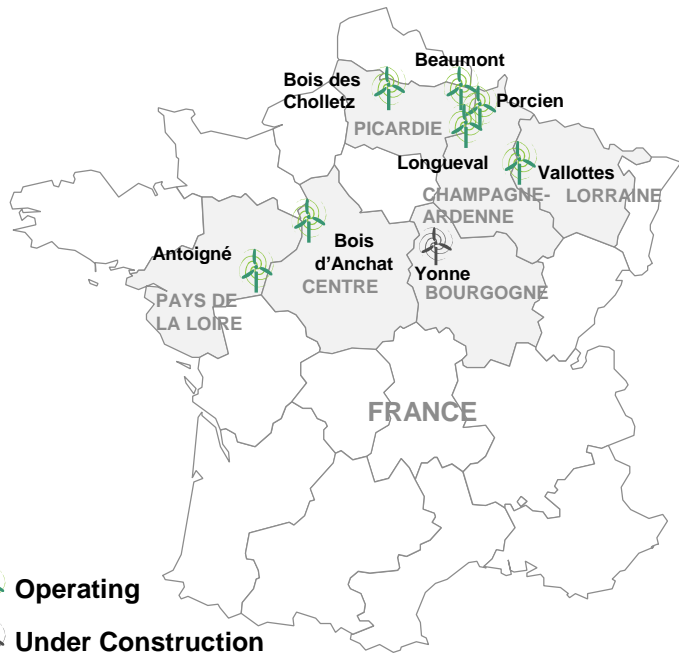 Beaumont
Bois des
Cholletz
Porcien
PICARDIE
Longueval
Vallottes
CHAMPAGNE-
ARDENNE
LORRAINE
Antoigné
Bois
d'Anchat
CENTRE
Yonne
BOURGOGNE
PAYS DE
LA LOIRE
FRANCE
Operating
Under Construction